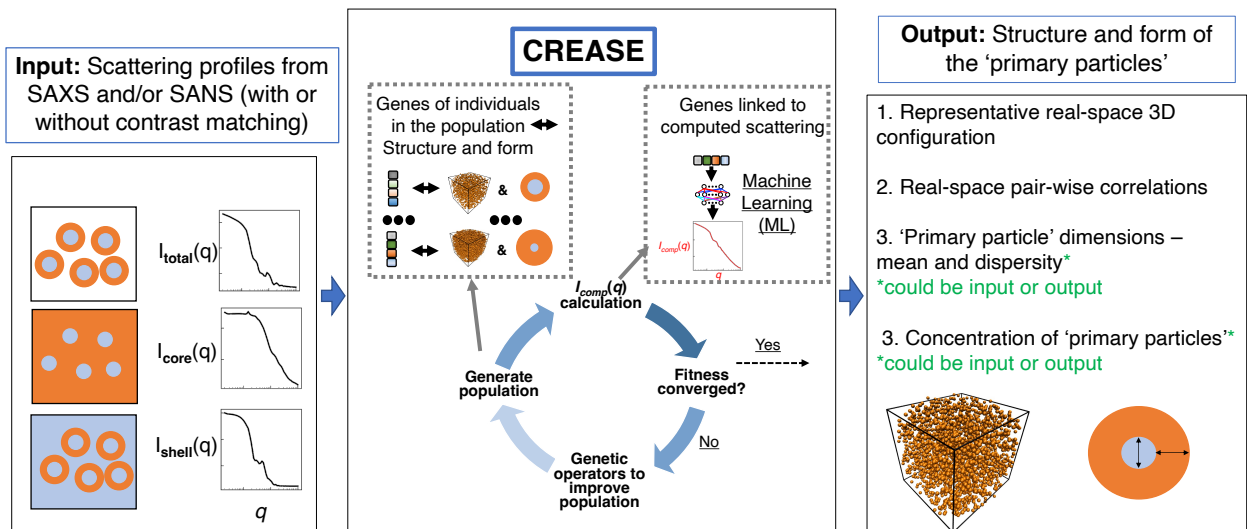 Input: Scattering profiles from
SAXS and/or SANS (with or
without contrast matching)
I_total(q)
I_core(q)
I_shell(q)
q
CREASE
Genes of individuals
in the population
Structure and form
&
&
Genes linked to
computed scattering
Machine
Learning
(ML)
I_comp(q)
q
I_comp(q)
calculation
Yes
Fitness
converged?
No
Genetic
operators to
improve
population
Generate
population
Output: Structure and form of
the ‘primary particles’
1. Representative real-space 3D
configuration
2. Real-space pair-wise correlations
3. ‘Primary particle’ dimensions –
mean and dispersity*
*could be input or output
3. Concentration of ‘primary particles’*
*could be input or output